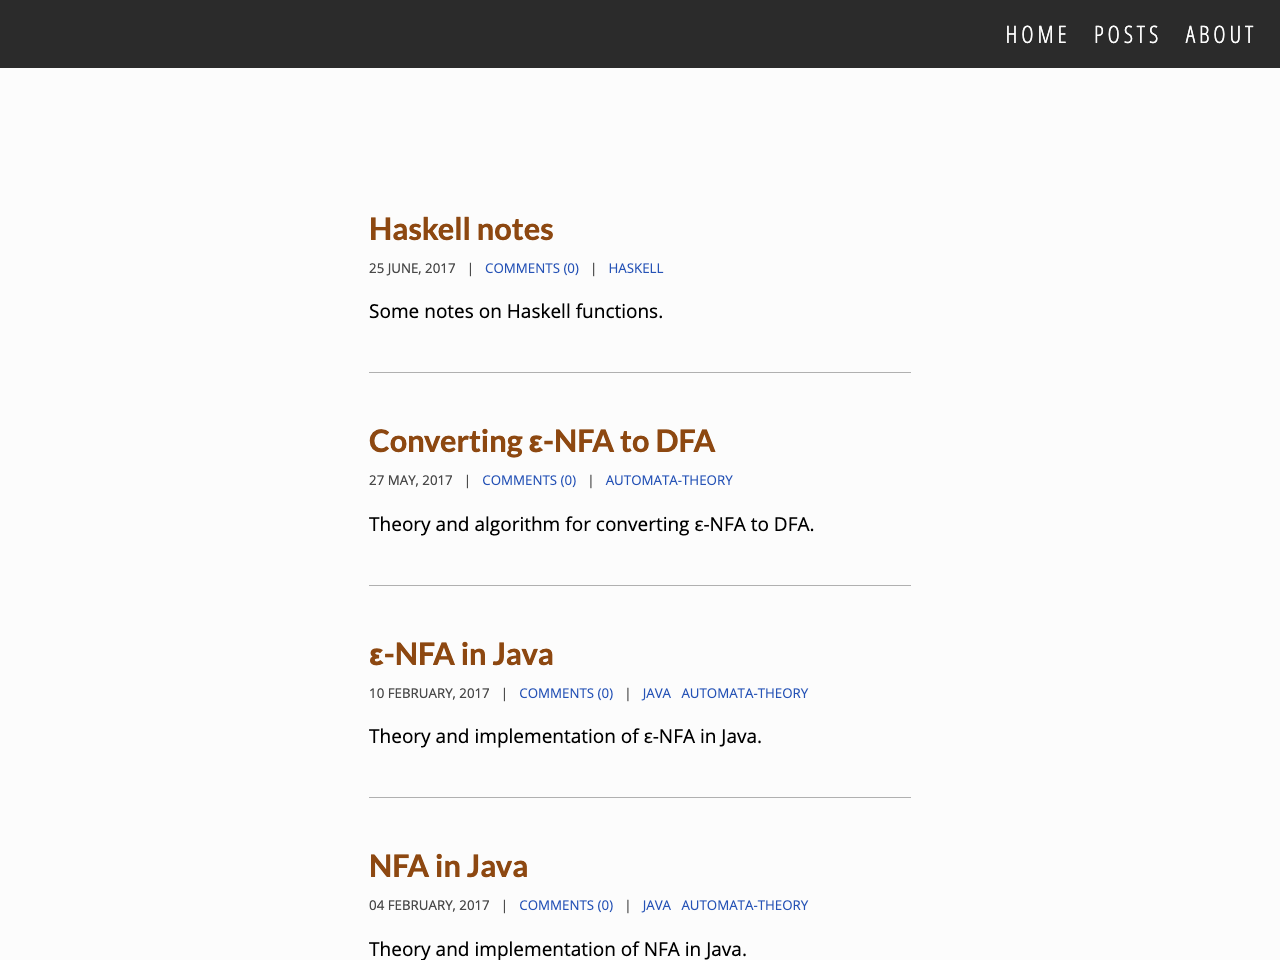 HOME POSTS ABOUT
Haskell notes
25 JUNE, 2017 | COMMENTS (0) | HASKELL
Some notes on Haskell functions.
Converting ε-NFA to DFA
27 MAY, 2017 | COMMENTS (0) | AUTOMATA-THEORY
Theory and algorithm for converting ε-NFA to DFA.
ε-NFA in Java
10 FEBRUARY, 2017 | COMMENTS (0) | JAVA AUTOMATA-THEORY
Theory and implementation of ε-NFA in Java.
NFA in Java
04 FEBRUARY, 2017 | COMMENTS (0) | JAVA AUTOMATA-THEORY
Theory and implementation of NFA in Java.